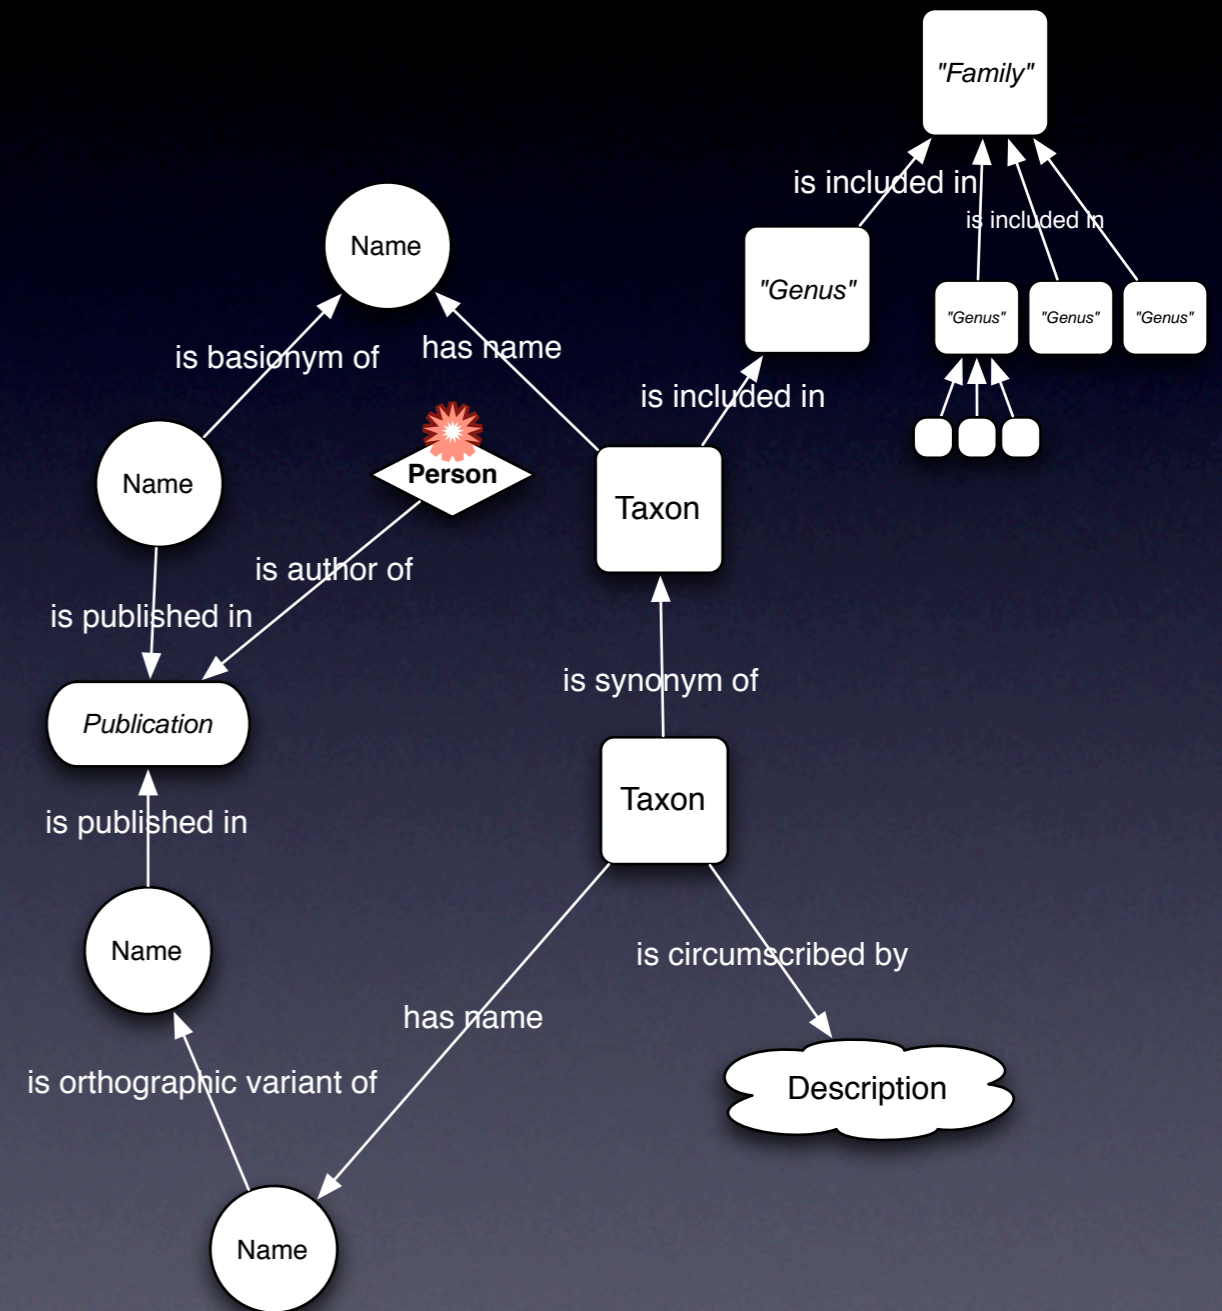 "Family"
is included in
is included in
Name
"Genus"
"Genus"
"Genus"
"Genus"
is basionym of
has name
is included in
Name
Person
Taxon
is author of
is published in
is synonym of
Publication
Taxon
is published in
Name
is circumscribed by
has name
is orthographic variant of
Description
Name